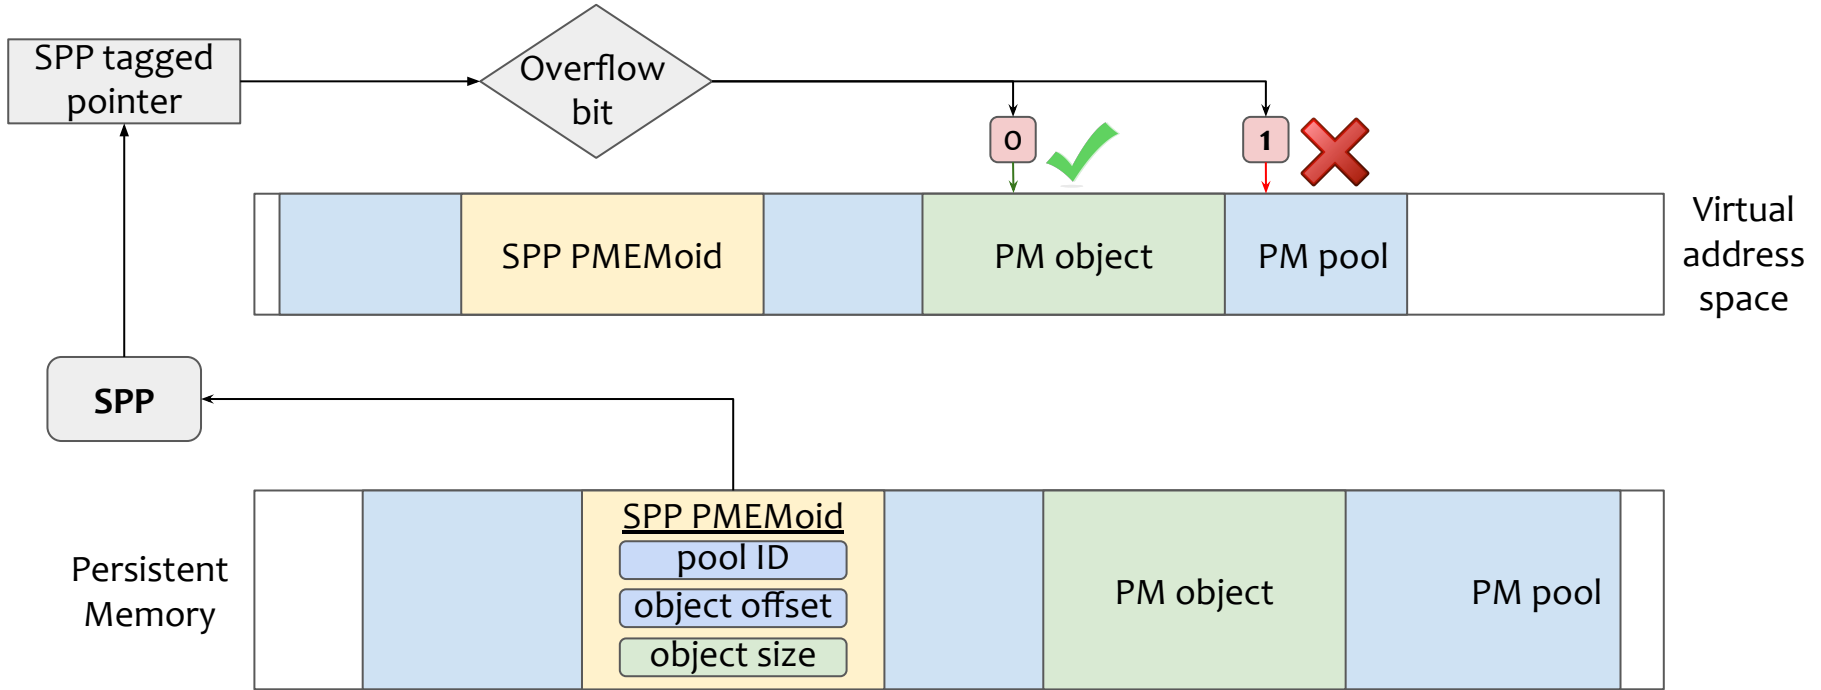 SPP tagged
pointer
Overflow
bit
0
1
SPP PMEMoid
PM object
PM pool
Virtual
address
space
SPP
Persistent
Memory
SPP PMEMoid
pool ID
object offset
object size
PM object
PM pool